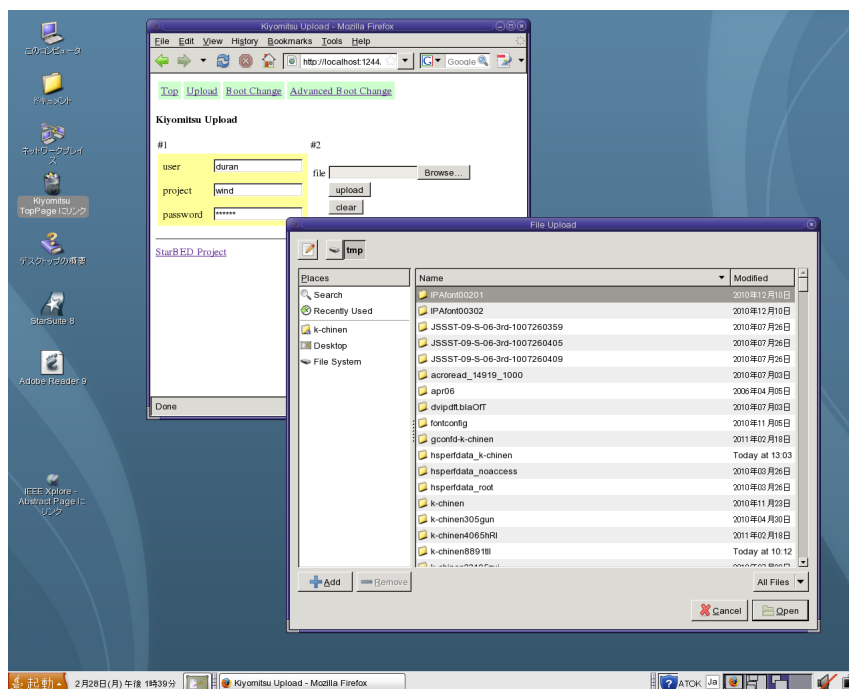 このコンピュータ
ドキュメント
ネットワークプレイ
ス
Kiyomitsu
TopPage にリンク
デスクトップの概要
StarSuite 8
Adobe Reader 9
IEEE Xplore -
Abstract Page に
リンク
Kiyomitsu Upload - Mozilla Firefox
File Edit View History Bookmarks Tools Help
http://localhost:1244.
G Google
Top Upload Boot Change Advanced Boot Change
Kiyomitsu Upload
#1 #2
user duran
file Browse...
project wind
upload
password ******
clear
StarBED Project
Done
File Upload
tmp
Places
Search
Recently Used
k-chinen
Desktop
File System
Name Modified
IPAfont00201 2010年12月10日
IPAfont00302 2010年12月10日
JSSST-09-S-06-3rd-1007260359 2010年07月26日
JSSST-09-S-06-3rd-1007260405 2010年07月26日
JSSST-09-S-06-3rd-1007260409 2010年07月26日
acroread_14919_1000 2010年07月03日
apr06 2006年04月05日
dvipdft.blaOfT 2010年07月03日
fontconfig 2010年11月05日
gconfd-k-chinen 2011年02月18日
hsperfdata_k-chinen Today at 13:03
hsperfdata_noaccess 2010年03月26日
hsperfdata_root 2010年03月26日
k-chinen 2010年11月23日
k-chinen305gun 2010年04月30日
k-chinen4065hRI 2011年02月18日
Today at 10:12
Add Remove
All Files
Cancel Open
起動
2月28日(月) 午後 1時39分
Kiyomitsu Upload - Mozilla Firefox
? ATOK Ja